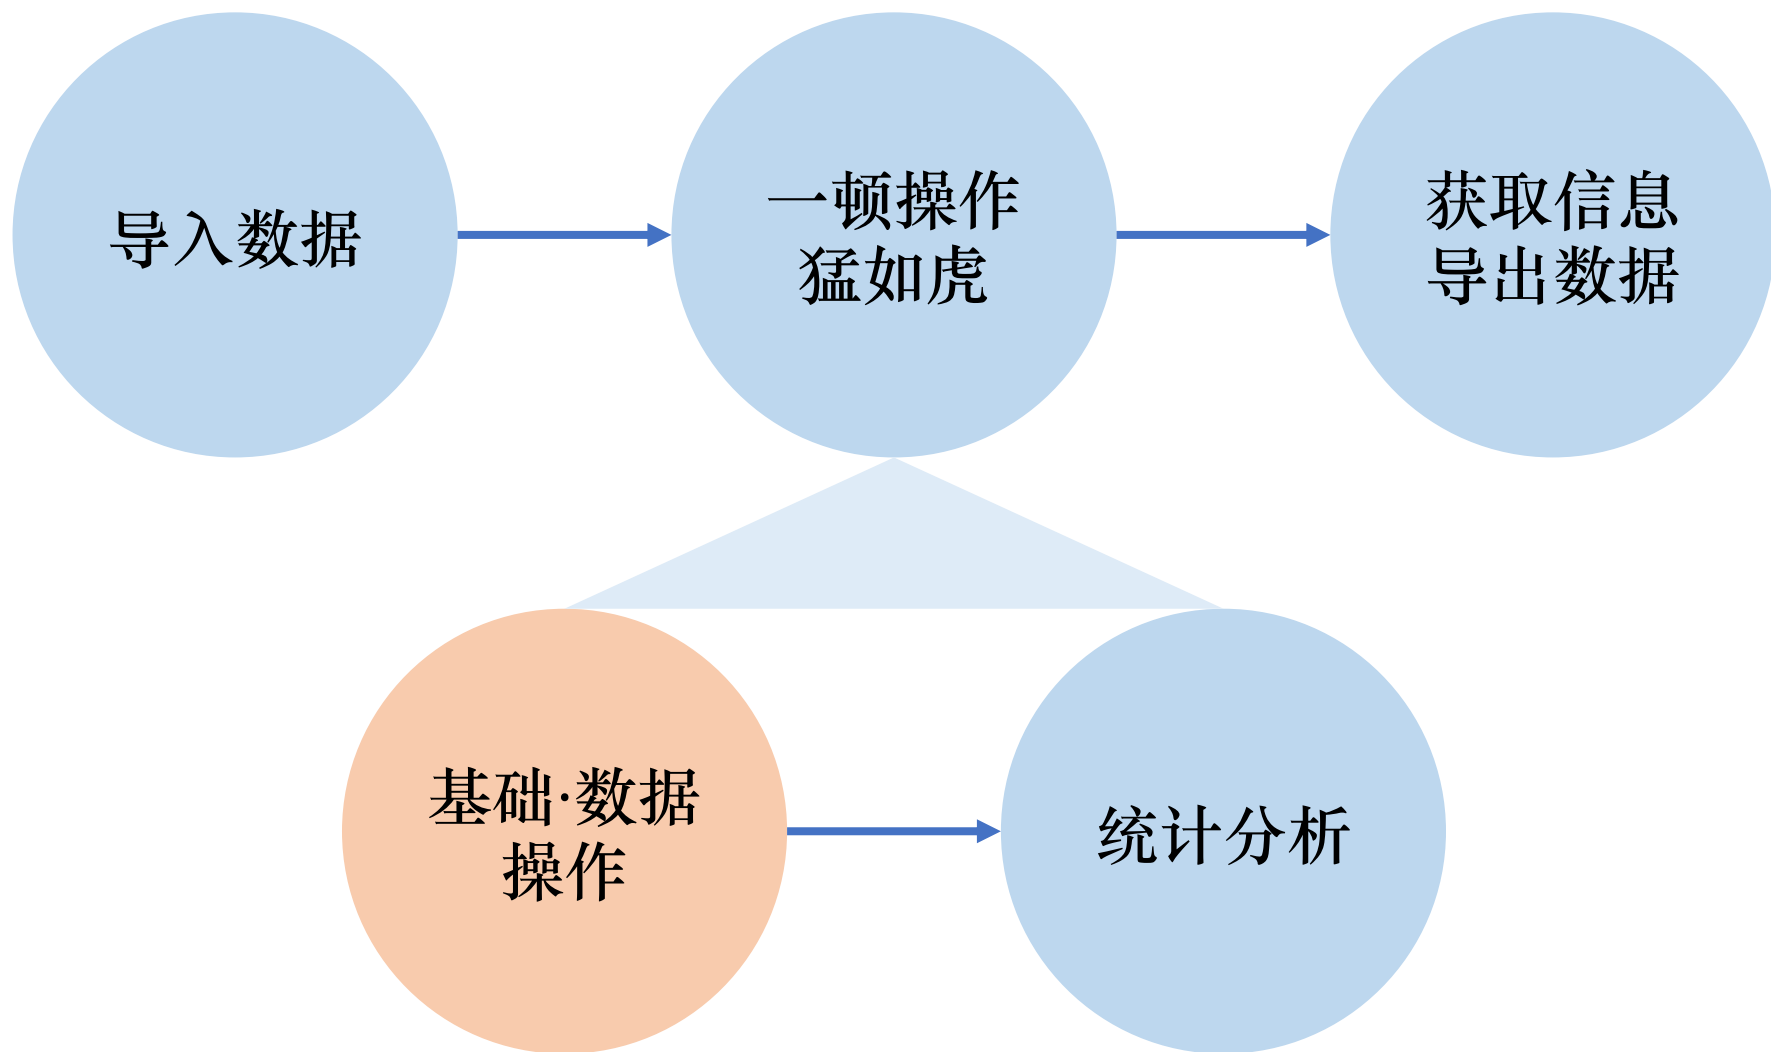 导入数据
一顿操作
猛如虎
获取信息
导出数据
基础·数据
操作
统计分析